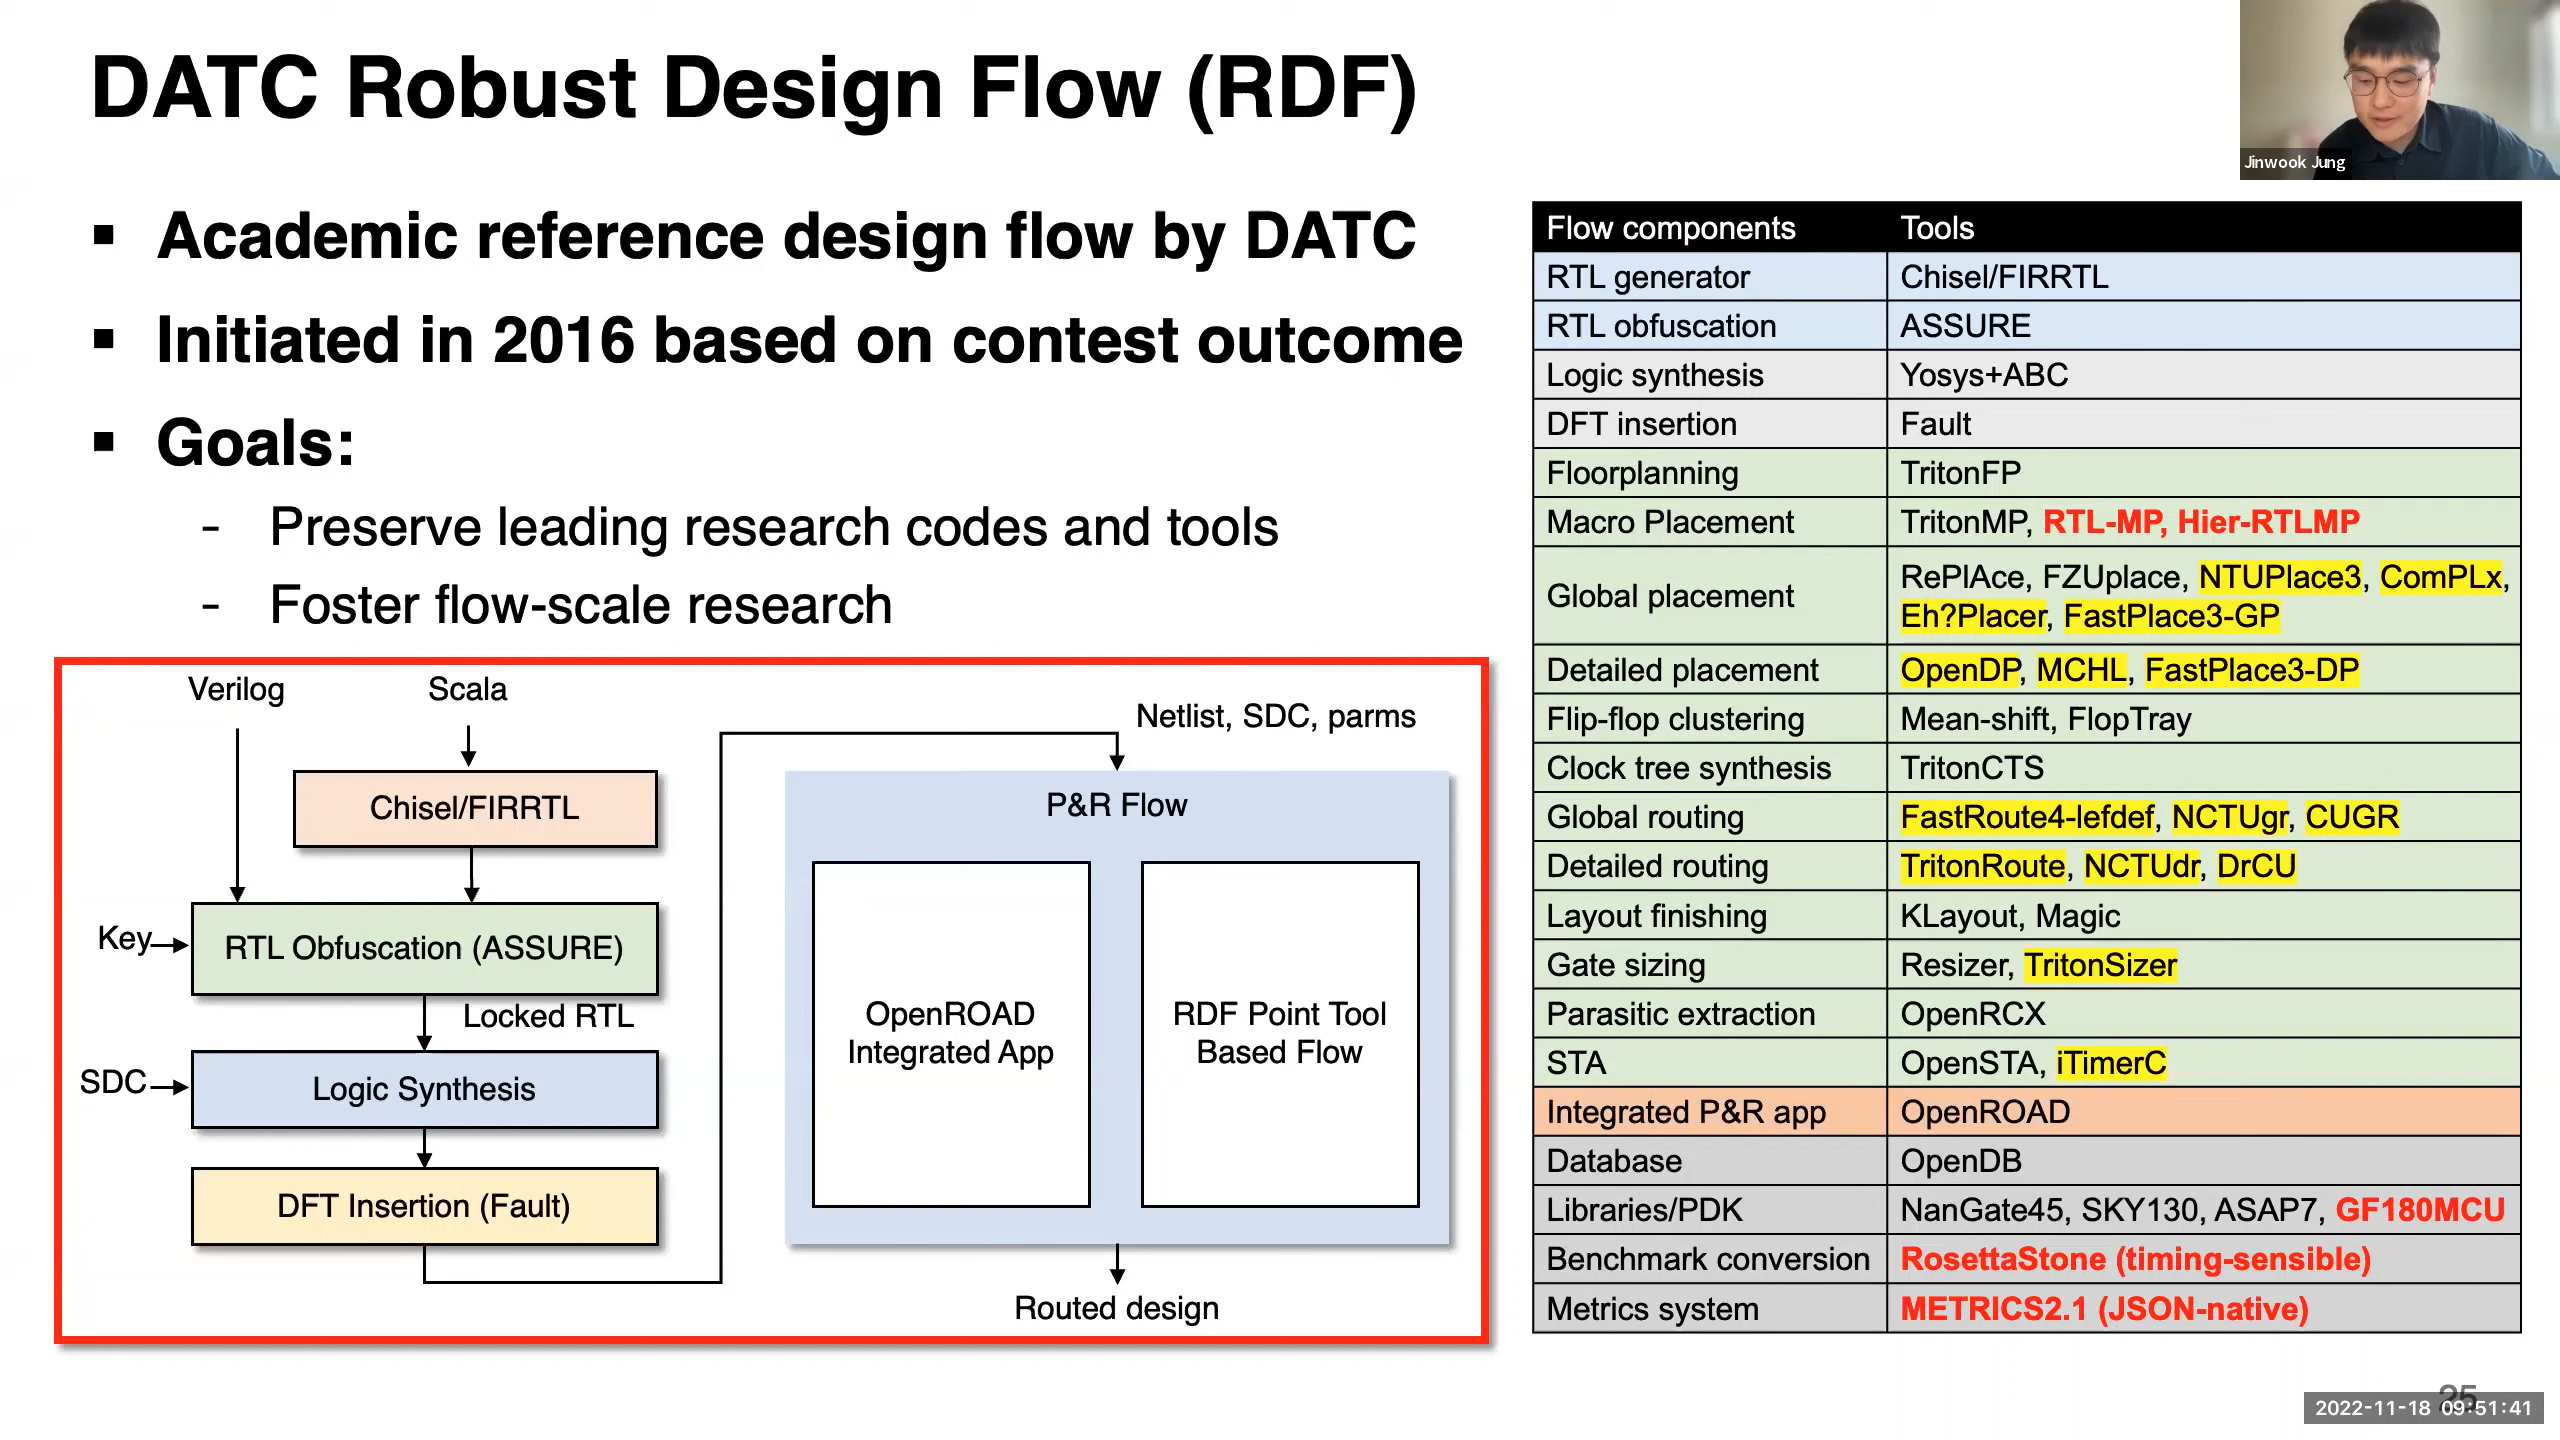 DATC Robust Design Flow (RDF)
Jinwook Jung
▪ Academic reference design flow by DATC
▪ Initiated in 2016 based on contest outcome
▪ Goals:
- Preserve leading research codes and tools
- Foster flow-scale research
Verilog
Scala
Netlist, SDC, parms
Chisel/FIRRTL
P&R Flow
Key
RTL Obfuscation (ASSURE)
Locked RTL
SDC
Logic Synthesis
DFT Insertion (Fault)
OpenROAD
Integrated App
RDF Point Tool
Based Flow
Routed design
Flow components Tools
RTL generator Chisel/FIRRTL
RTL obfuscation ASSURE
Logic synthesis Yosys+ABC
DFT insertion Fault
Floorplanning TritonFP
Macro Placement TritonMP, RTL-MP, Hier-RTLMP
Global placement RePlAce, FZUplace, NTUPlace3, ComPLx,
Eh?Placer, FastPlace3-GP
Detailed placement OpenDP, MCHL, FastPlace3-DP
Flip-flop clustering Mean-shift, FlopTray
Clock tree synthesis TritonCTS
Global routing FastRoute4-lefdef, NCTUgr, CUGR
Detailed routing TritonRoute, NCTUdr, DrCU
Layout finishing KLayout, Magic
Gate sizing Resizer, TritonSizer
Parasitic extraction OpenRCX
STA OpenSTA, iTimerC
Integrated P&R app OpenROAD
Database OpenDB
Libraries/PDK NanGate45, SKY130, ASAP7, GF180MCU
Benchmark conversion RosettaStone (timing-sensible)
Metrics system METRICS2.1 (JSON-native)
25
2022-11-18 09:51:41